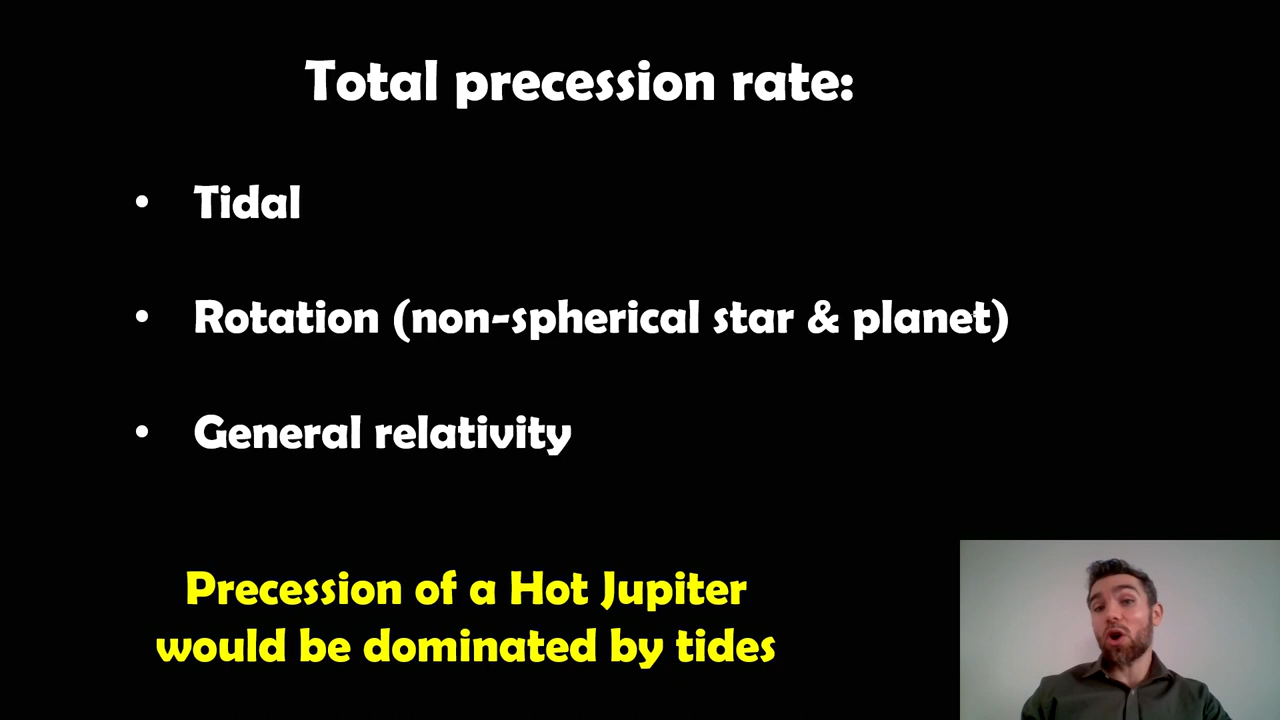 Total precession rate:
• Tidal
• Rotation (non-spherical star & planet)
• General relativity
Precession of a Hot Jupiter
would be dominated by tides